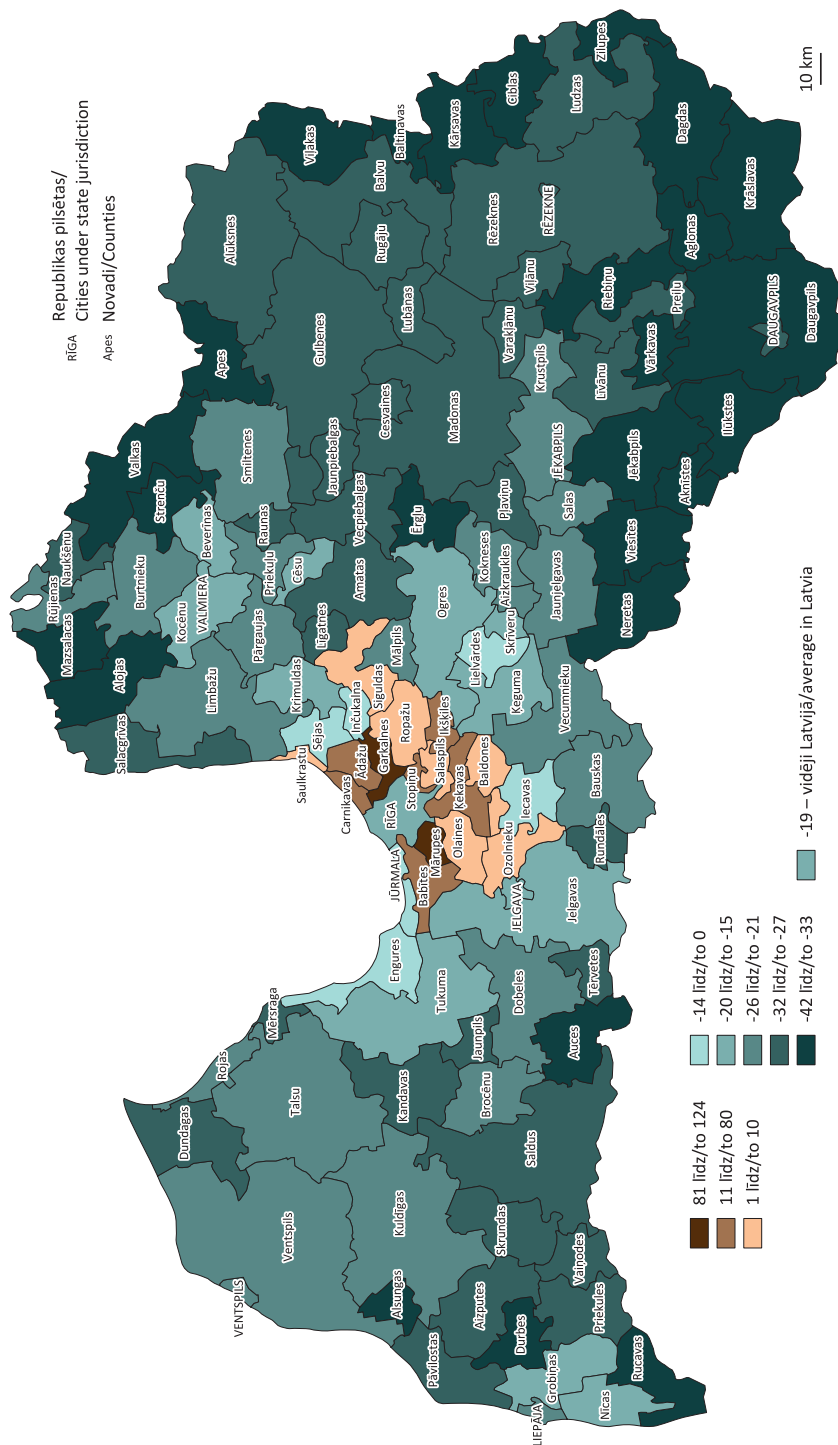 RĪGA
Republikas pilsētas/
Cities under state jurisdiction
Apes
Novadi/Counties
Rūjienas
Naukšēnu
Mazsalacas
Valkas
Strenču
Alojas
Burtnieku
Salacgrīvas
Kocēnu
VALMIERA
Beverīnas
Smiltenes
Apes
Alūksnes
Limbažu
Pārgaujas
Priekuļu
Raunas
Cēsu
Līgatnes
Amatas
Vecpiebalgas
Jaunpiebalgas
Gulbenes
Balvu
Viļakas
Baltinavas
Rugāju
Kārsavas
Ciblas
Zilupes
Ludzas
Krimuldas
Sējas
Saulkrastu
Inčukalna
Siguldas
Mālpils
Ērgļu
Cesvaines
Lubānas
Madonas
Rēzeknes
RĒZEKNE
Carnikavas
Ādažu
Garkalnes
Ropažu
Ogres
Stopiņu
Salaspils
Ikšķiles
Lielvārdes
Ķeguma
Skrīveru
Aizkraukles
Kokneses
Pļaviņu
Varakļānu
Viļānu
Krustpils
JĒKABPILS
Līvānu
Riebiņu
Preiļu
Vārkavas
Aglonas
Dagdas
Krāslavas
DAUGAVPILS
Daugavpils
Ilūkstes
Jēkabpils
Aknīstes
Viesītes
Salas
Jaunjelgavas
Neretas
Vecumnieku
RĪGA
JŪRMALA
Mārupes
Babītes
Olaines
Ķekavas
Baldones
Iecavas
Ozolnieku
Bauskas
Rundāles
JELGAVA
Jelgavas
Engures
Tukuma
Dobeles
Tērvetes
Auces
Jaunpils
Mērsraga
Rojas
Talsu
Dundagas
Kandavas
Brocēnu
Saldus
VENTSPILS
Ventspils
Kuldīgas
Skrundas
Alsungas
Aizputes
Pāvilostas
Durbes
Vaiņodes
Priekules
Grobiņas
LIEPĀJA
Nīcas
Rucavas
81 līdz/to 124
11 līdz/to 80
1 līdz/to 10
-14 līdz/to 0
-20 līdz/to -15
-26 līdz/to -21
-32 līdz/to -27
-42 līdz/to -33
-19 – vidēji Latvijā/average in Latvia
10 km